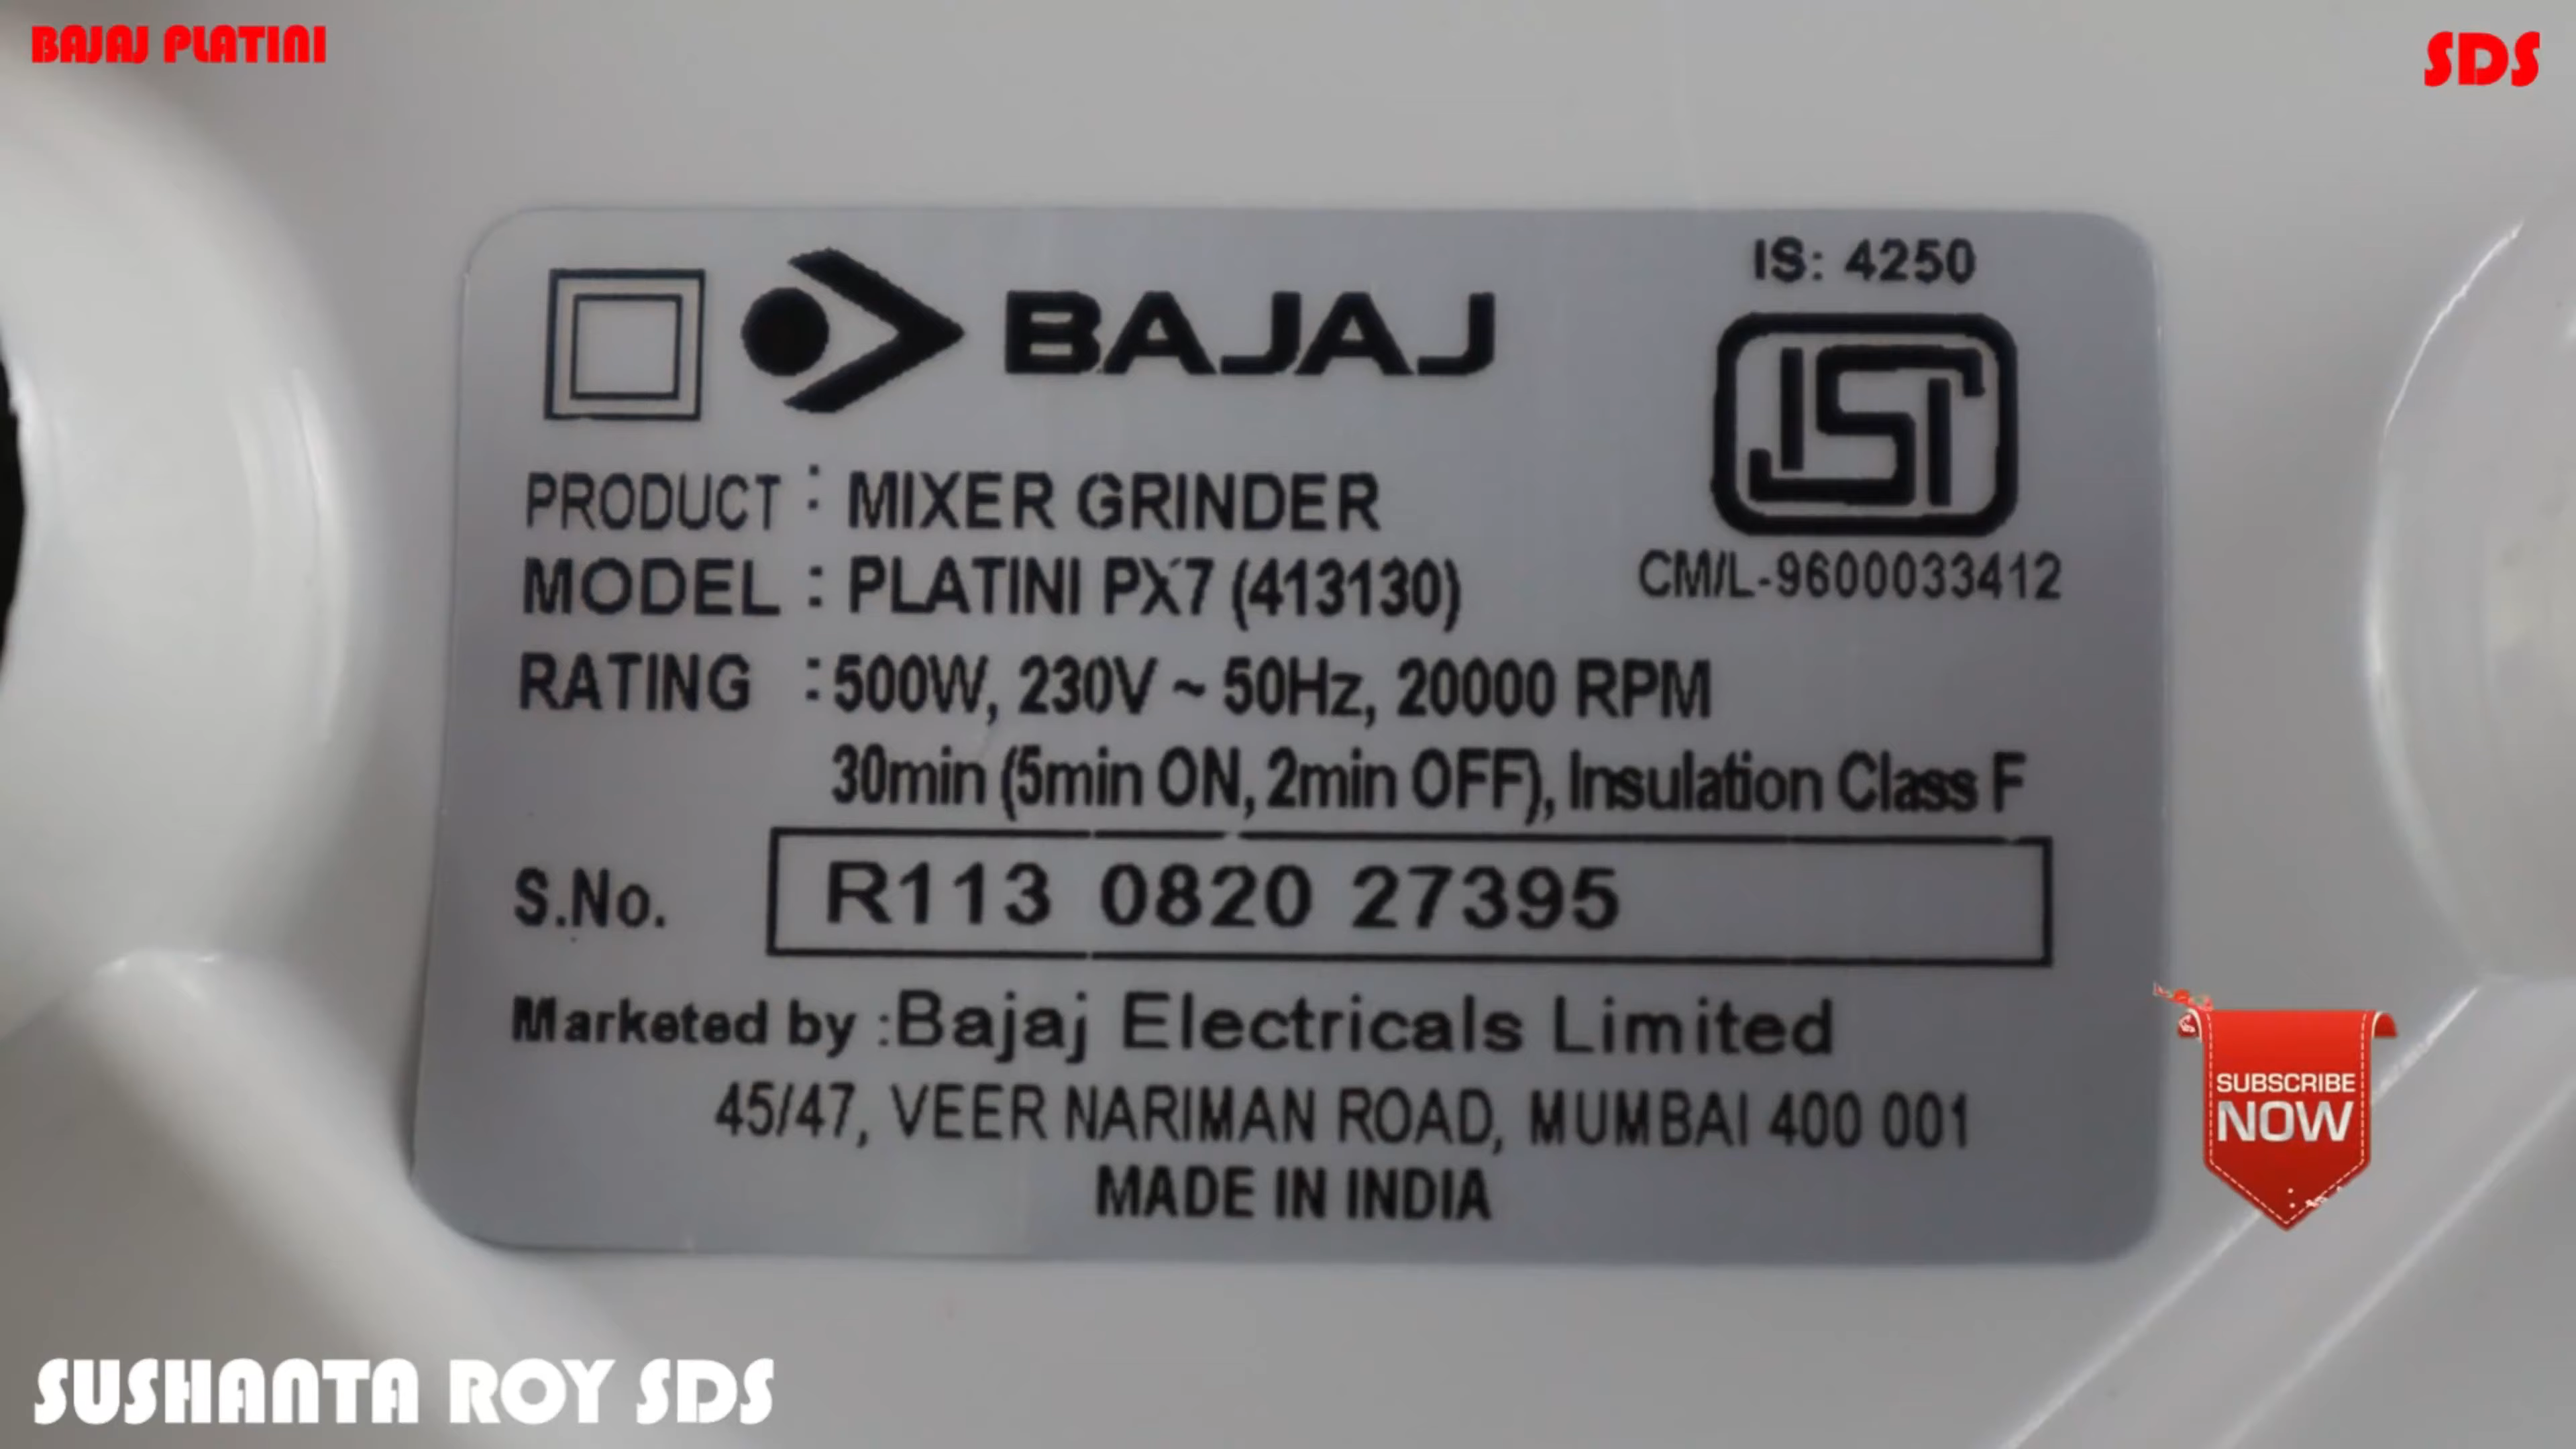 BAJAJ PLATINI
SDS
BAJAJ
IS: 4250
ISI
CM/L-9600033412
PRODUCT : MIXER GRINDER
MODEL : PLATINI PX7 (413130)
RATING : 500W, 230V ~ 50Hz, 20000 RPM
30min (5min ON, 2min OFF), Insulation Class F
S.No. R113 0820 27395
Marketed by :Bajaj Electricals Limited
45/47, VEER NARIMAN ROAD, MUMBAI 400 001
MADE IN INDIA
SUBSCRIBE
NOW
SUSHANTA ROY SDS